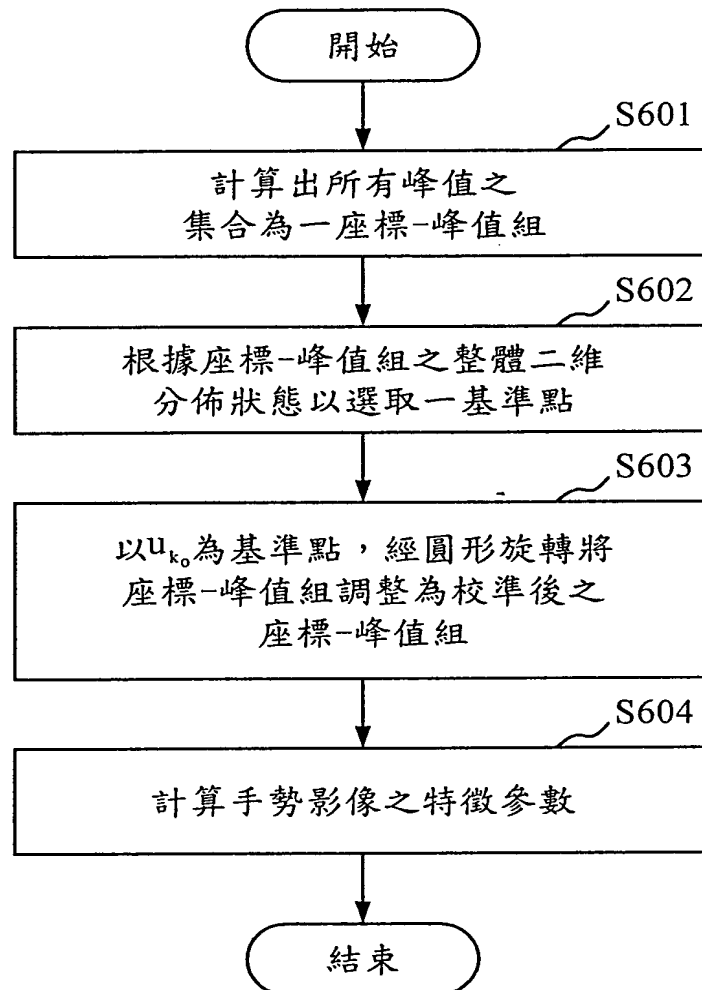 開始
S601
計算出所有峰值之
集合為一座標-峰值組
S602
根據座標-峰值組之整體二維
分佈狀態以選取一基準點
S603
以u_{k_0}為基準點，經圓形旋轉將
座標-峰值組調整為校準後之
座標-峰值組
S604
計算手勢影像之特徵參數
結束